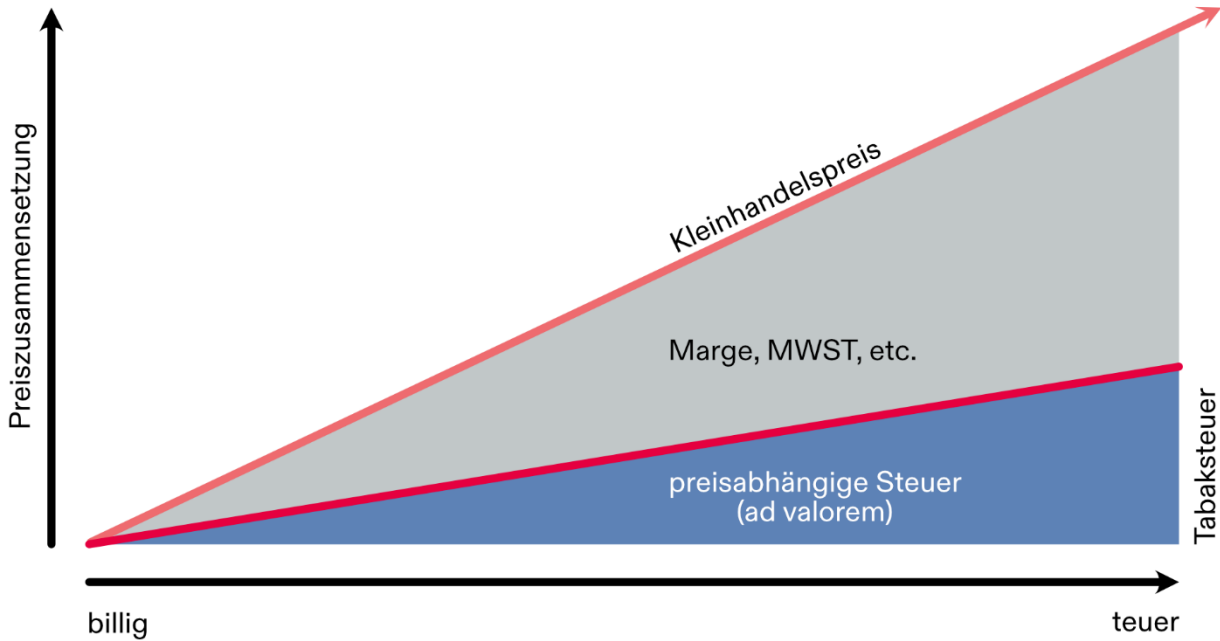 Preiszusammensetzung
Kleinhandelspreis
Marge, MWST, etc.
preisabhängige Steuer
(ad valorem)
Tabaksteuer
billig
teuer